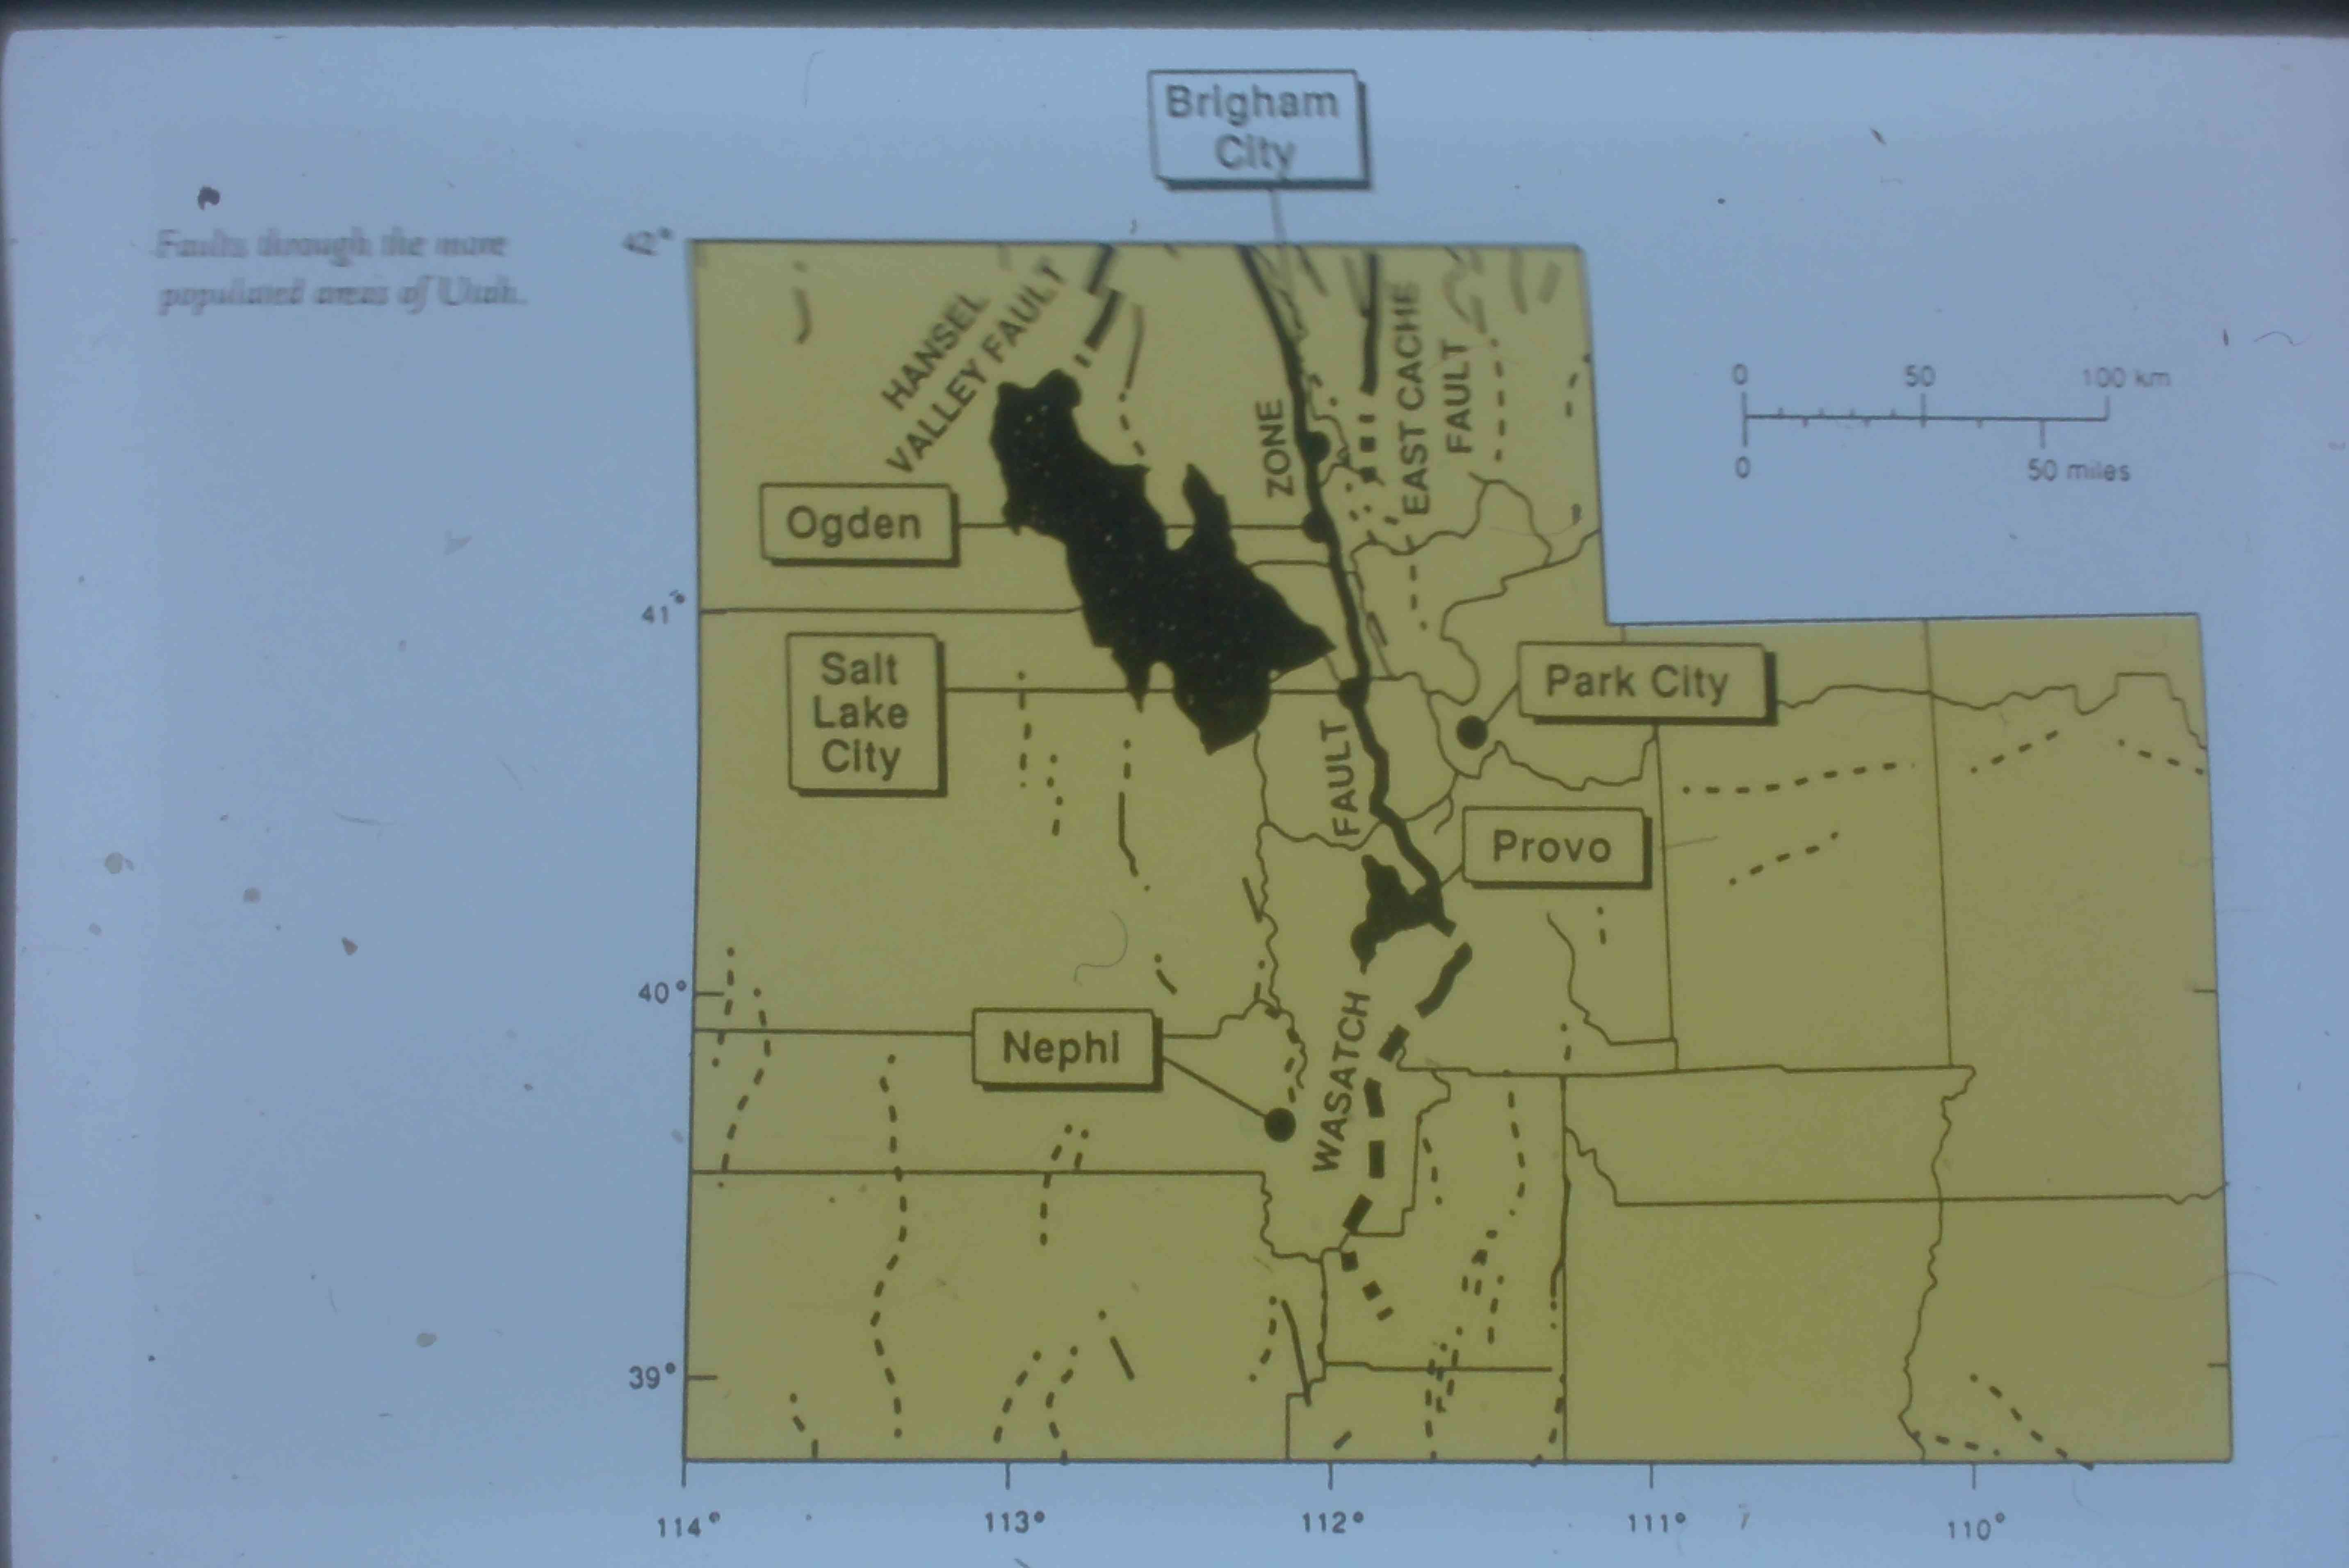 Brigham
City
Faults through the more
populated areas of Utah.
42°
HANSEL
VALLEY FAULT
EAST CACHE
FAULT
ZONE
0 50 100 km
0 50 miles
Ogden
41°
Salt
Lake
City
Park City
FAULT
Provo
40°
WASATCH
Nephi
39°
114° 113° 112° 111° 110°